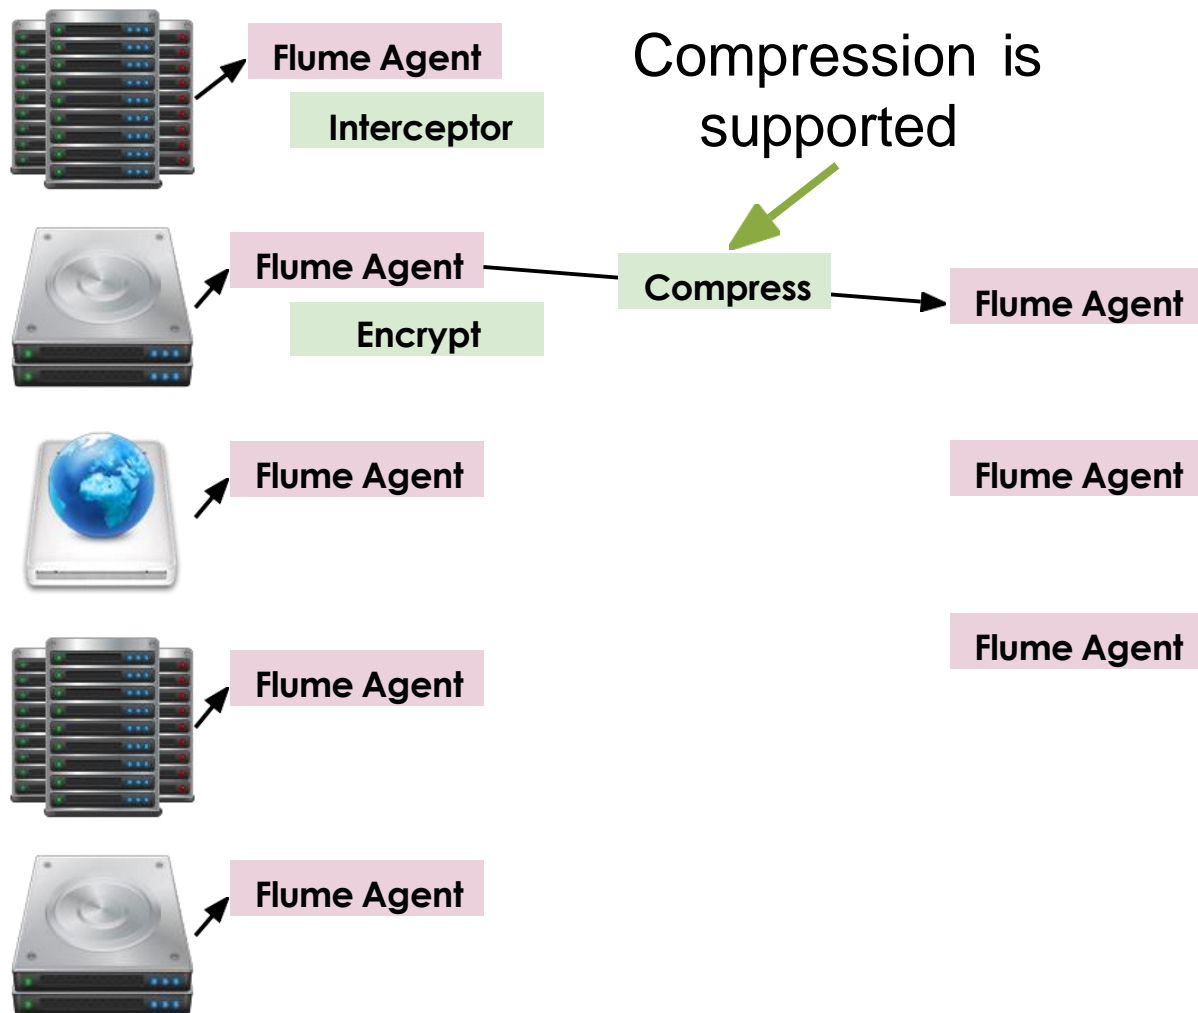 Flume Agent
Interceptor
Compression is
supported
Flume Agent
Encrypt
Compress
Flume Agent
Flume Agent
Flume Agent
Flume Agent
Flume Agent
Flume Agent